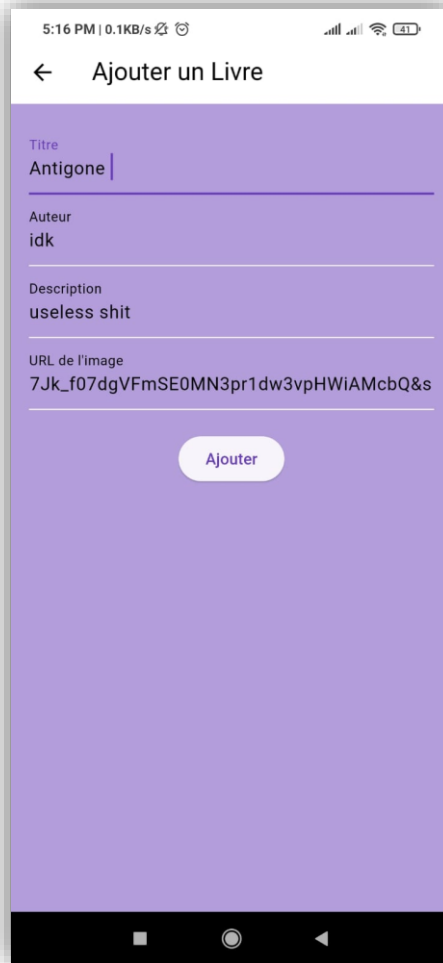 5:16 PM | 0.1KB/s 41
Ajouter un Livre
Titre
Antigone
Auteur
idk
Description
useless shit
URL de l'image
7Jk_f07dgVFmSE0MN3pr1dw3vpHWiAMcbQ&s
Ajouter